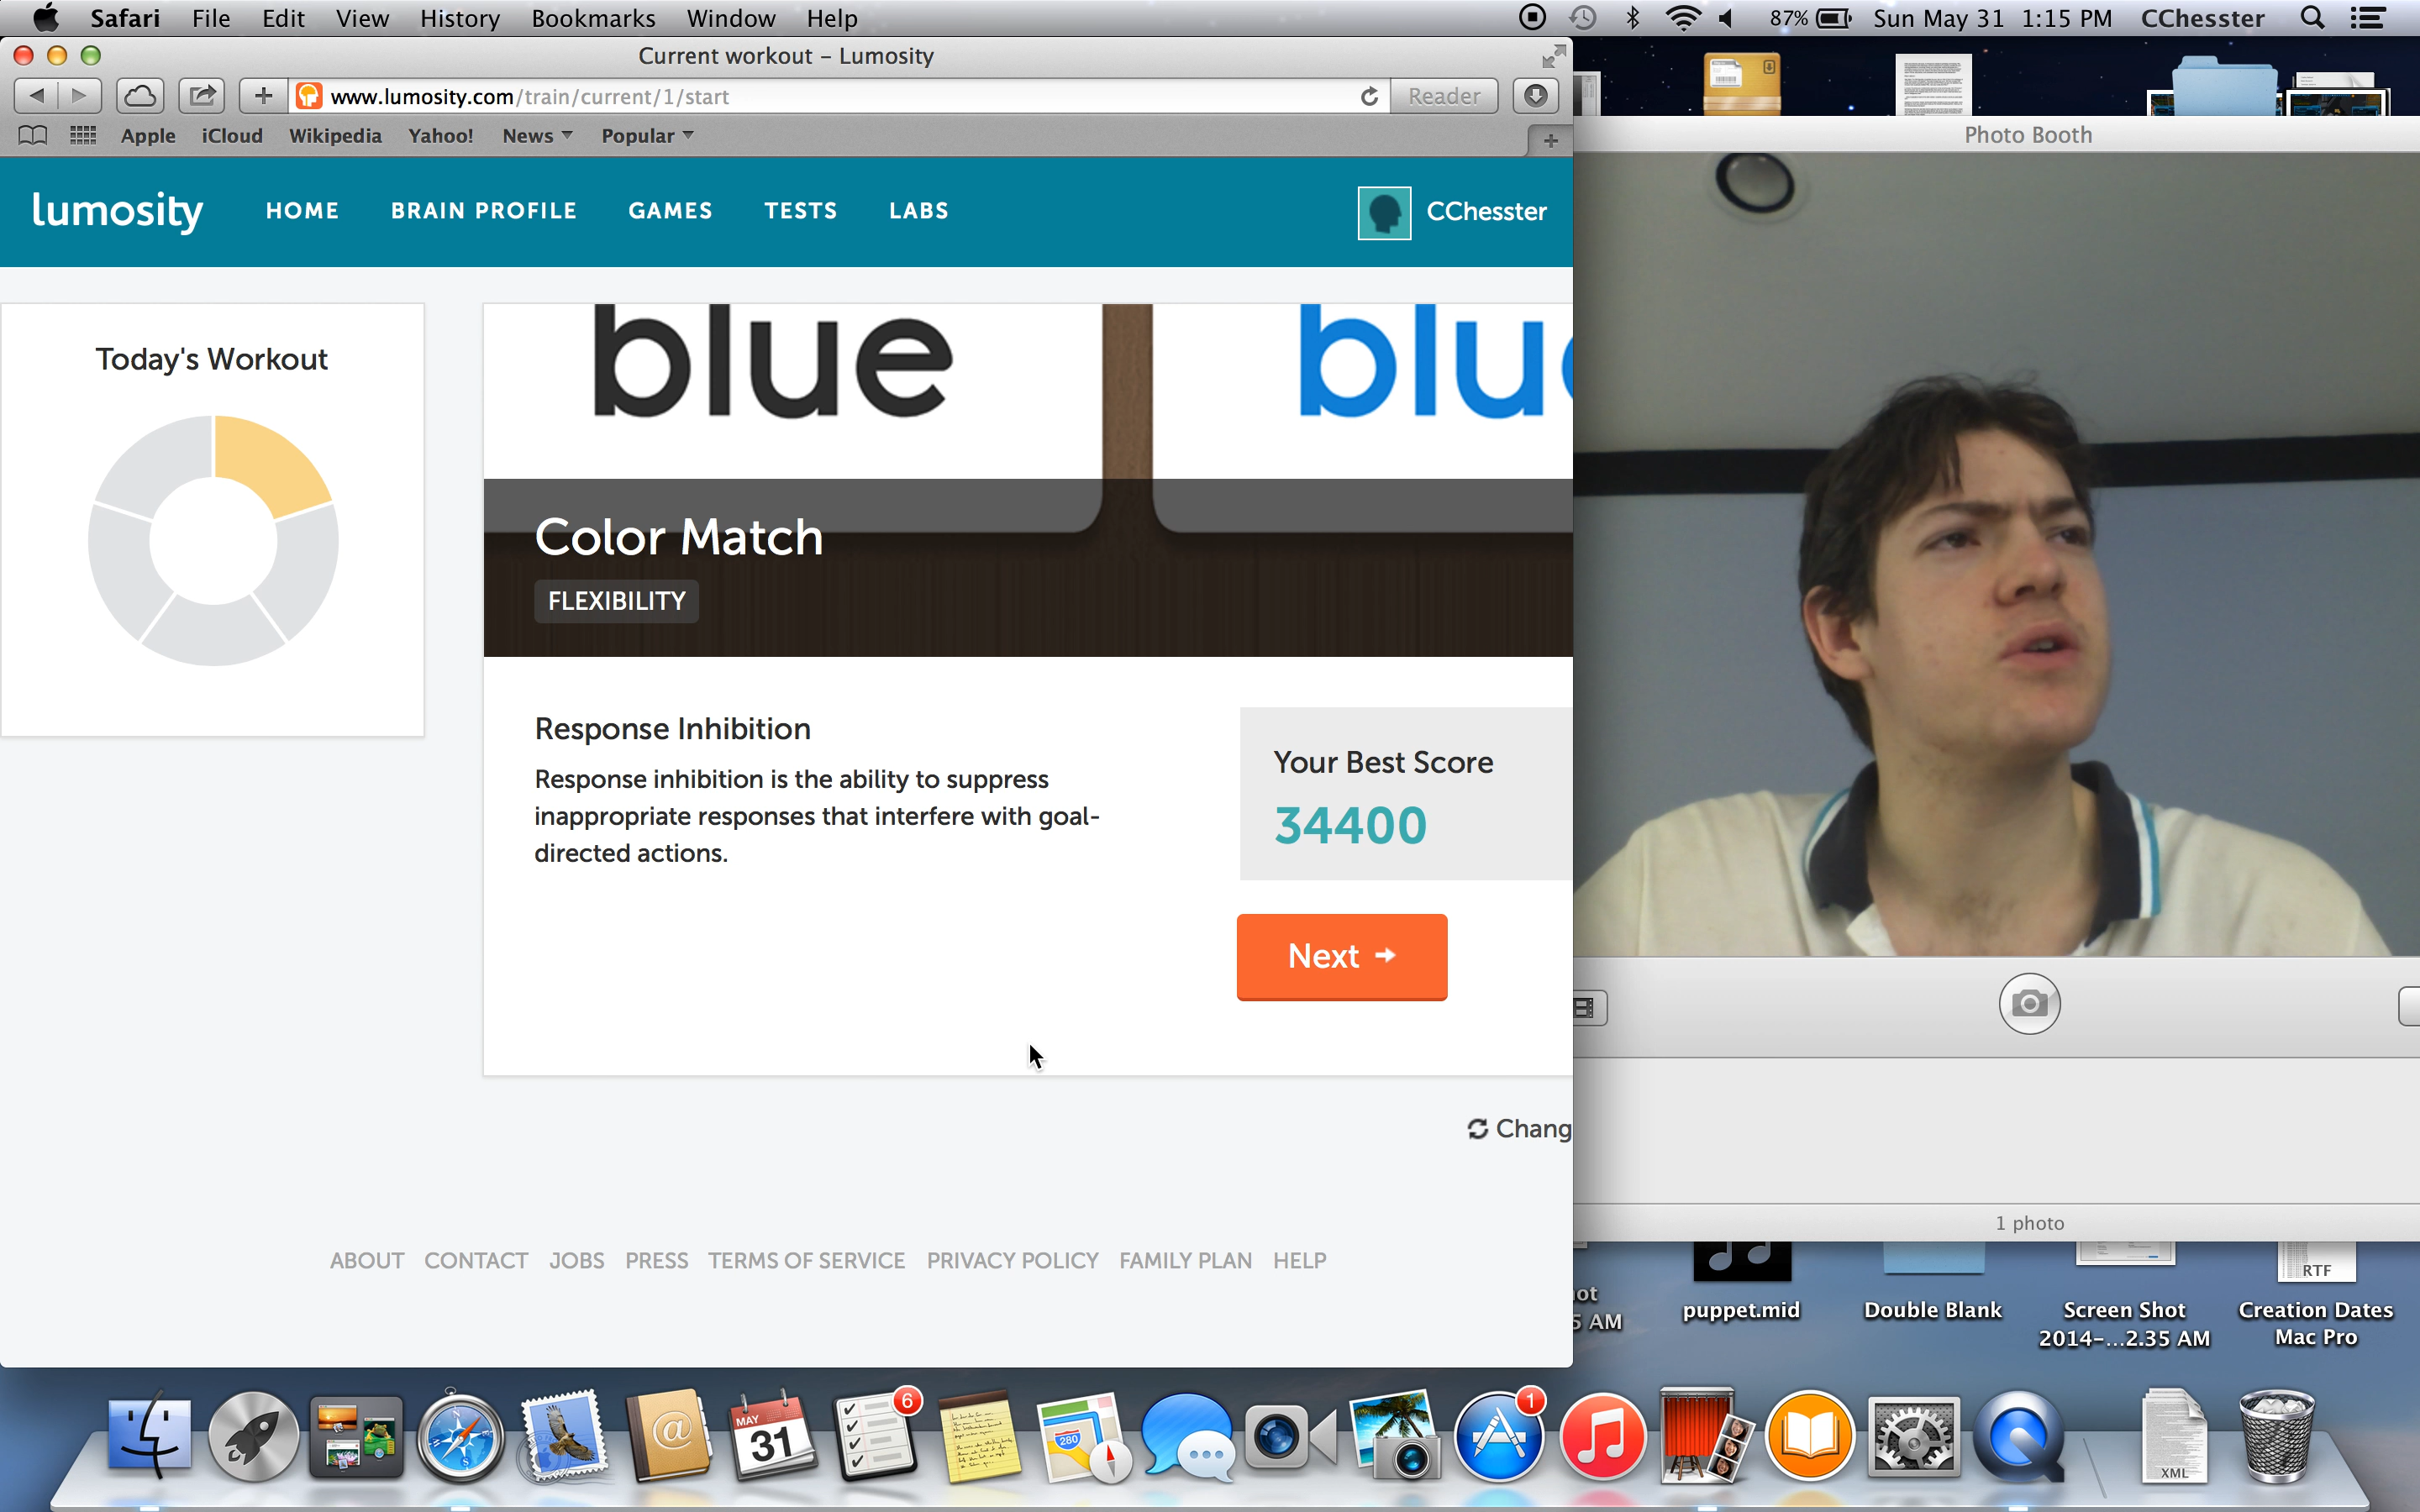 Safari File Edit View History Bookmarks Window Help 87% Sun May 31 1:15 PM CChesster
Current workout – Lumosity
www.lumosity.com/train/current/1/start Reader
Apple iCloud Wikipedia Yahoo! News Popular
Photo Booth
lumosity HOME BRAIN PROFILE GAMES TESTS LABS CChesster
Today's Workout
blue blue
Color Match
FLEXIBILITY
Response Inhibition
Response inhibition is the ability to suppress
inappropriate responses that interfere with goal-
directed actions.
Your Best Score
34400
Next
Chang
1 photo
ABOUT CONTACT JOBS PRESS TERMS OF SERVICE PRIVACY POLICY FAMILY PLAN HELP
RTF
puppet.mid Double Blank Screen Shot Creation Dates
5 AM 2014-...2.35 AM Mac Pro
6 1
MAY
31
280
XML